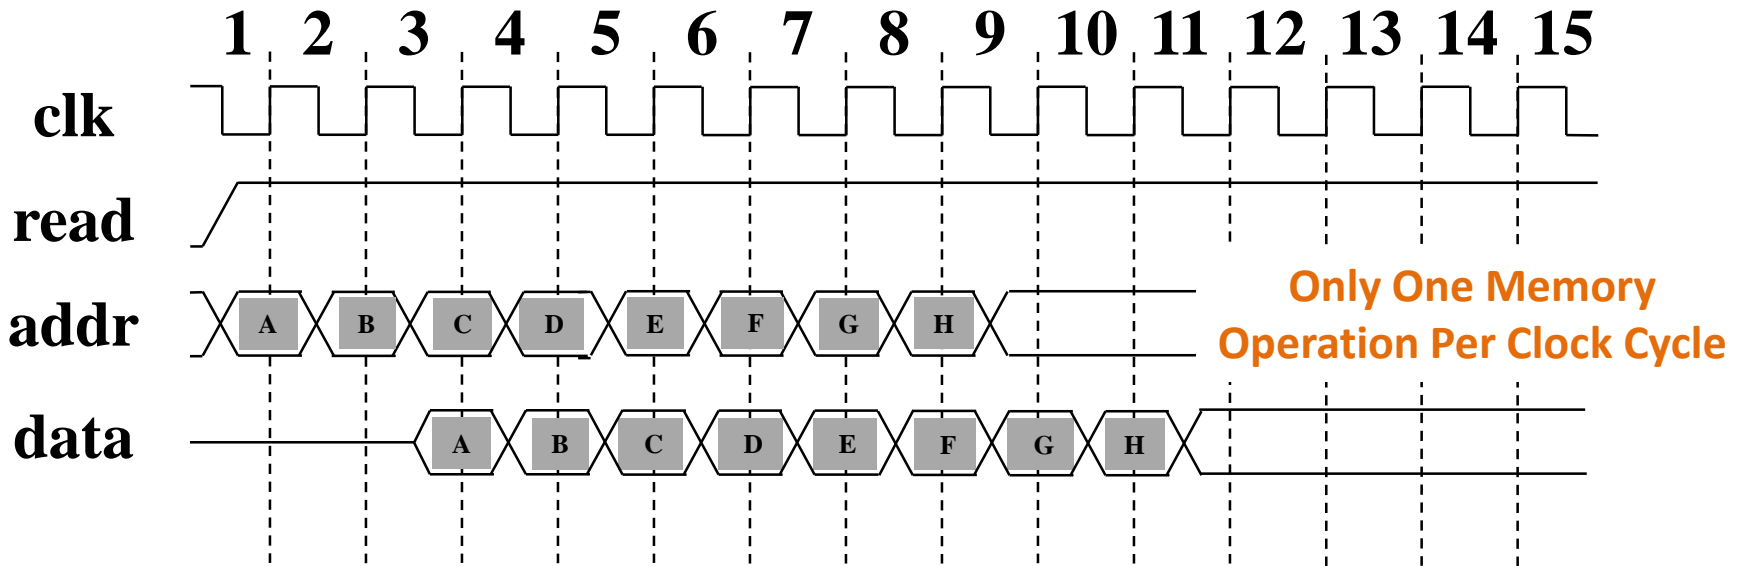 1 2 3 4 5 6 7 8 9 10 11 12 13 14 15
clk
read
addr A B C D E F G H
Only One Memory
Operation Per Clock Cycle
data A B C D E F G H